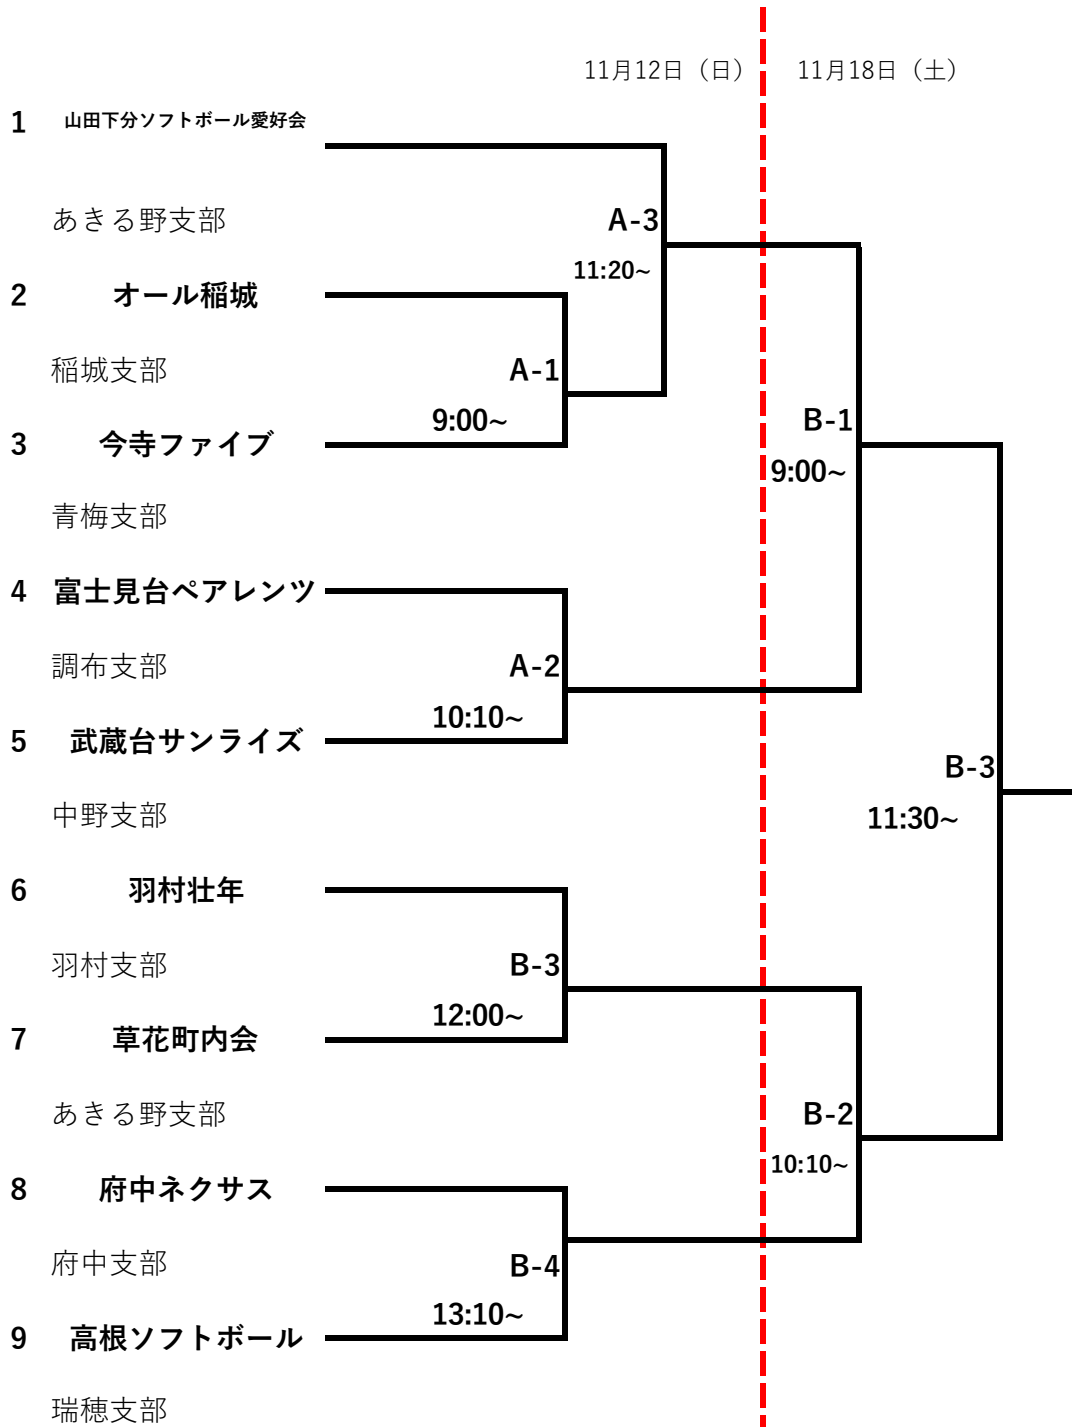 11月12日（日） 11月18日（土）
1 山田下分ソフトボール愛好会
あきる野支部 A-3
11:20~
2 オール稲城
稲城支部 A-1
9:00~ B-1
3 今寺ファイブ
9:00~
青梅支部
4 富士見台ペアレンツ
調布支部 A-2
10:10~
5 武蔵台サンライズ
B-3
中野支部 11:30~
6 羽村壮年
羽村支部 B-3
12:00~
7 草花町内会
あきる野支部 B-2
10:10~
8 府中ネクサス
府中支部 B-4
13:10~
9 高根ソフトボール
瑞穂支部